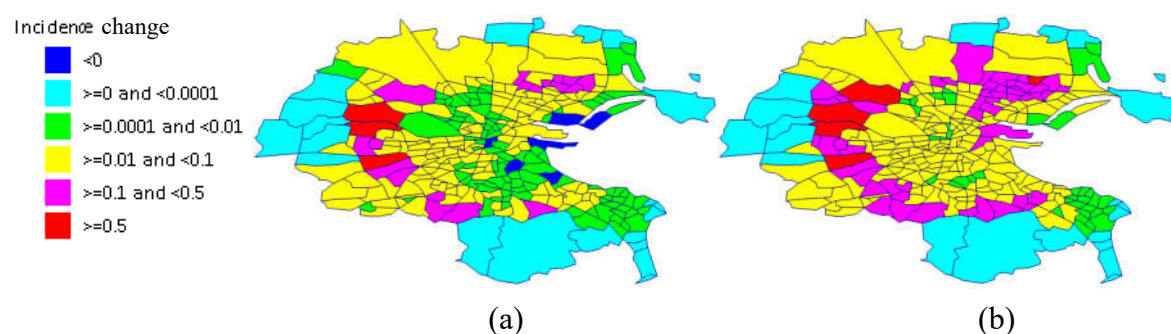 Incidence change
<0
>=0 and <0.0001
>=0.0001 and <0.01
>=0.01 and <0.1
>=0.1 and <0.5
>=0.5
(a)
(b)